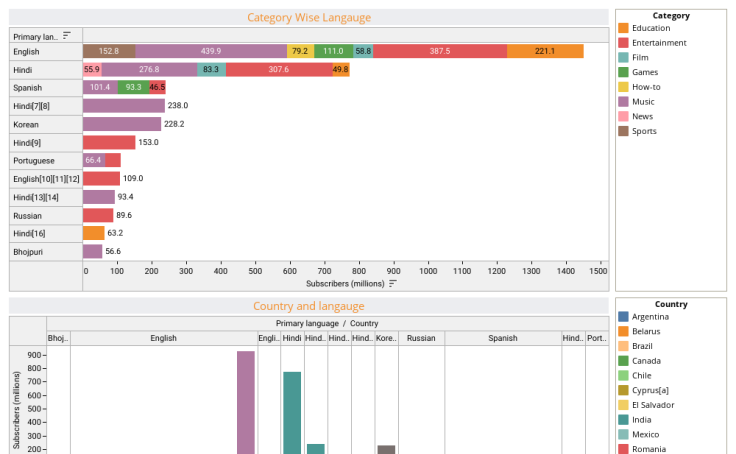 Category Wise Langauge
Primary lan..
English 152.8 439.9 79.2 111.0 58.8 387.5 221.1
Hindi 55.9 276.8 83.3 307.6 49.8
Spanish 101.4 93.3 46.5
Hindi[7][8] 238.0
Korean 228.2
Hindi[9] 153.0
Portuguese 66.4
English[10][11][12] 109.0
Hindi[13][14] 93.4
Russian 89.6
Hindi[16] 63.2
Bhojpuri 56.6
0 100 200 300 400 500 600 700 800 900 1000 1100 1200 1300 1400 1500
Subscribers (millions)
Category
Education
Entertainment
Film
Games
How-to
Music
News
Sports
Country and langauge
Primary language / Country
Bhoj.. English Engli.. Hindi Hind.. Hind.. Hind.. Kore.. Russian Spanish Hind.. Port..
Subscribers (millions)
900
800
700
600
500
400
300
200
Country
Argentina
Belarus
Brazil
Canada
Chile
Cyprus[a]
El Salvador
India
Mexico
Romania